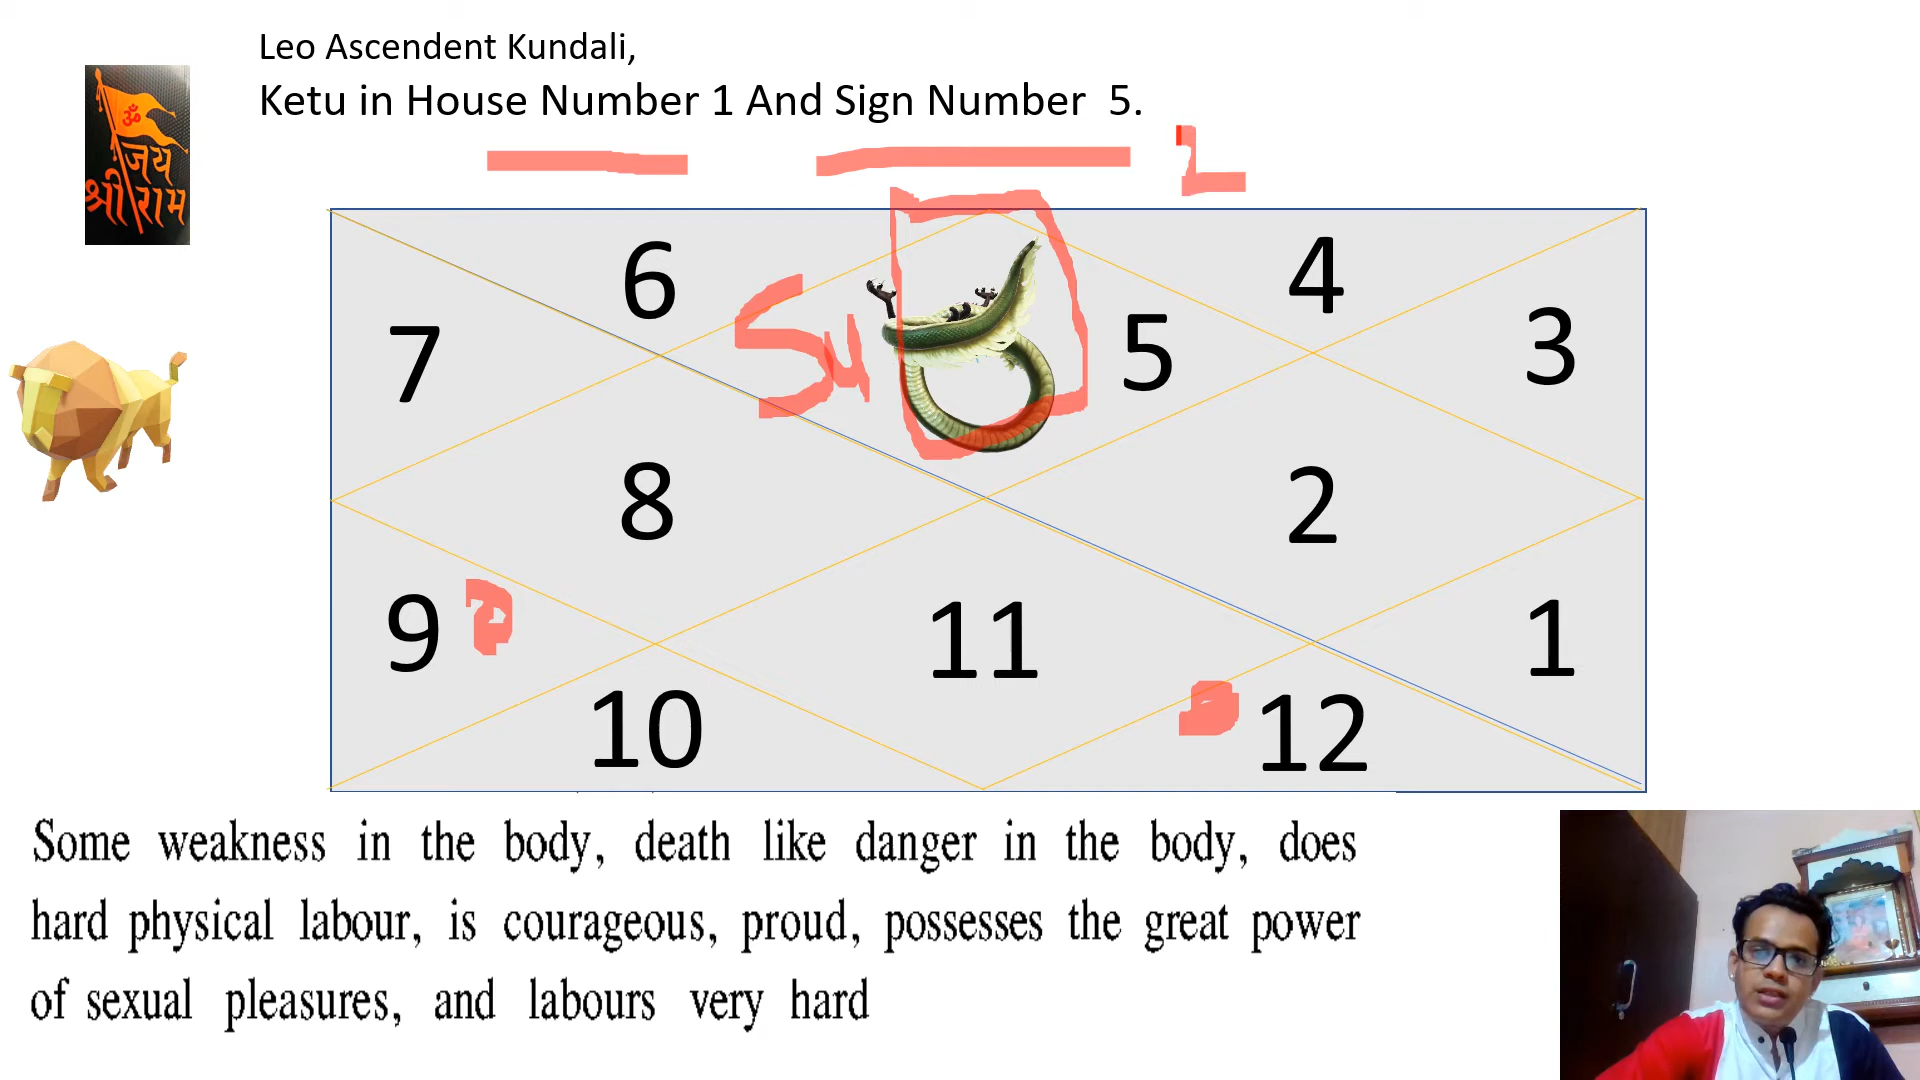 Leo Ascendent Kundali,
Ketu in House Number 1 And Sign Number 5.
ॐ
जय
श्री राम
L
6
4
7
Su
5
3
8
2
9
11
1
10
12
Some weakness in the body, death like danger in the body, does
hard physical labour, is courageous, proud, possesses the great power
of sexual pleasures, and labours very hard